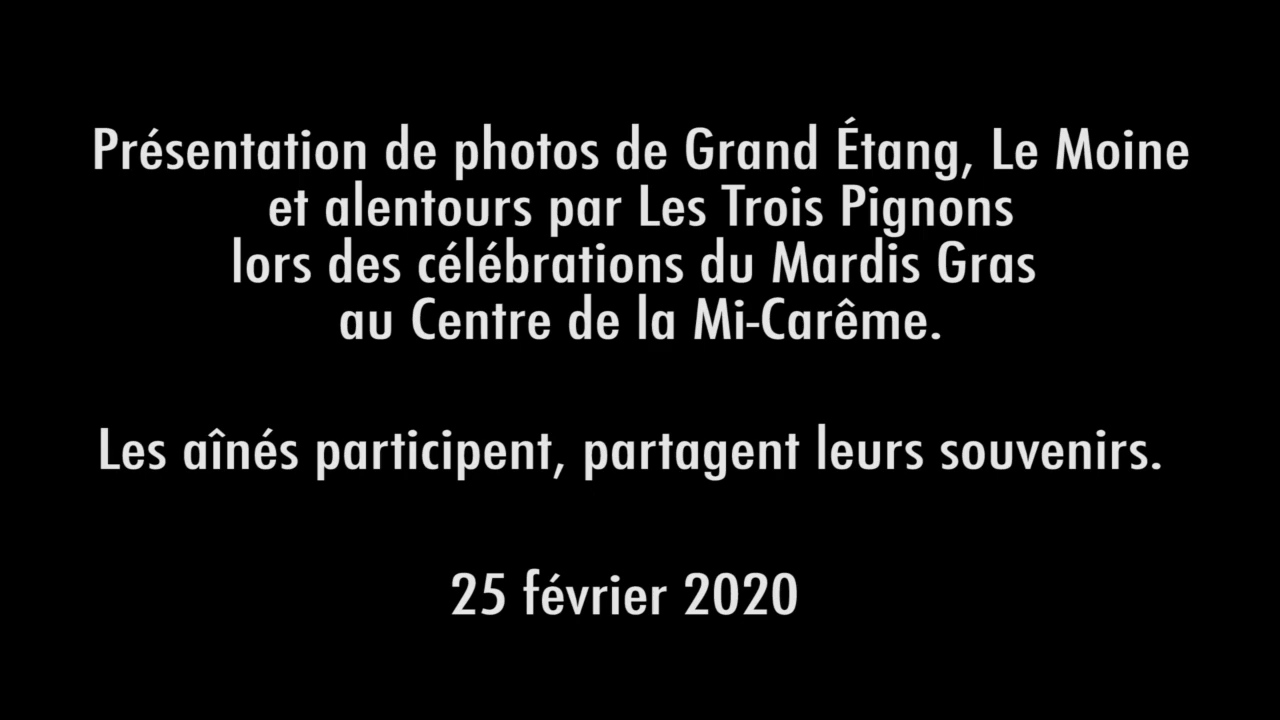 Présentation de photos de Grand Étang, Le Moine
et alentours par Les Trois Pignons
lors des célébrations du Mardis Gras
au Centre de la Mi-Carême.
Les aînés participent, partagent leurs souvenirs.
25 février 2020